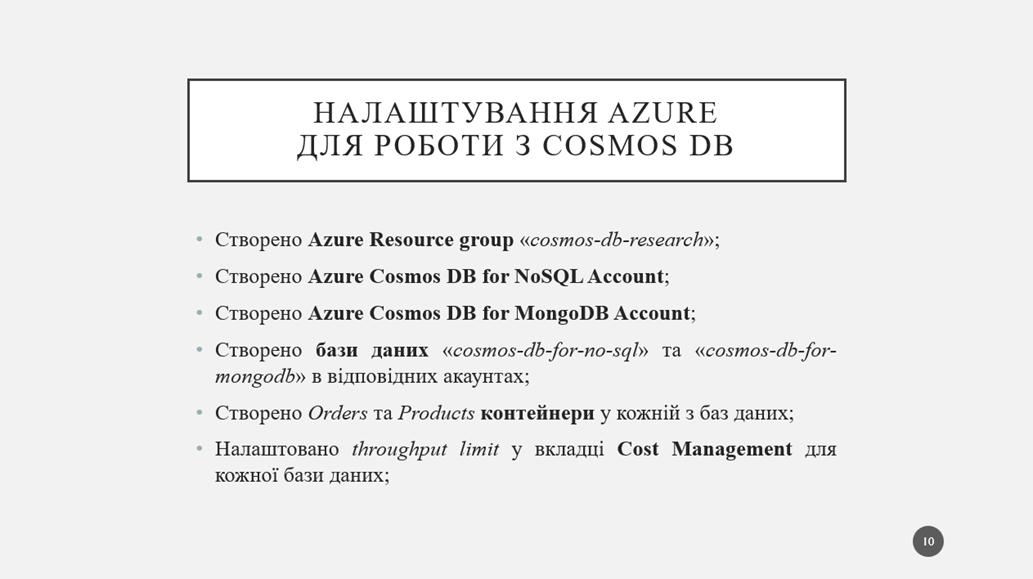 НАЛАШТУВАННЯ AZURE
ДЛЯ РОБОТИ З COSMOS DB
• Створено Azure Resource group «cosmos-db-research»;
• Створено Azure Cosmos DB for NoSQL Account;
• Створено Azure Cosmos DB for MongoDB Account;
• Створено бази даних «cosmos-db-for-no-sql» та «cosmos-db-for-
mongodb» в відповідних акаунтах;
• Створено Orders та Products контейнери у кожній з баз даних;
• Налаштовано throughput limit у вкладці Cost Management для
кожної бази даних;
10